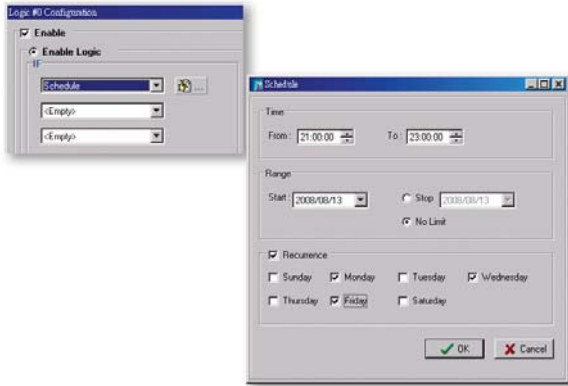 Logic #0 Configuration
Enable
Enable Logic
IF
Schedule
...
<Empty>
<Empty>
Schedule
Time
From : 21:00:00 To : 23:00:00
Range
Start : 2008/08/13 Stop 2008/08/13
No Limit
Recurrence
Sunday Monday Tuesday Wednesday
Thursday Friday Saturday
OK Cancel